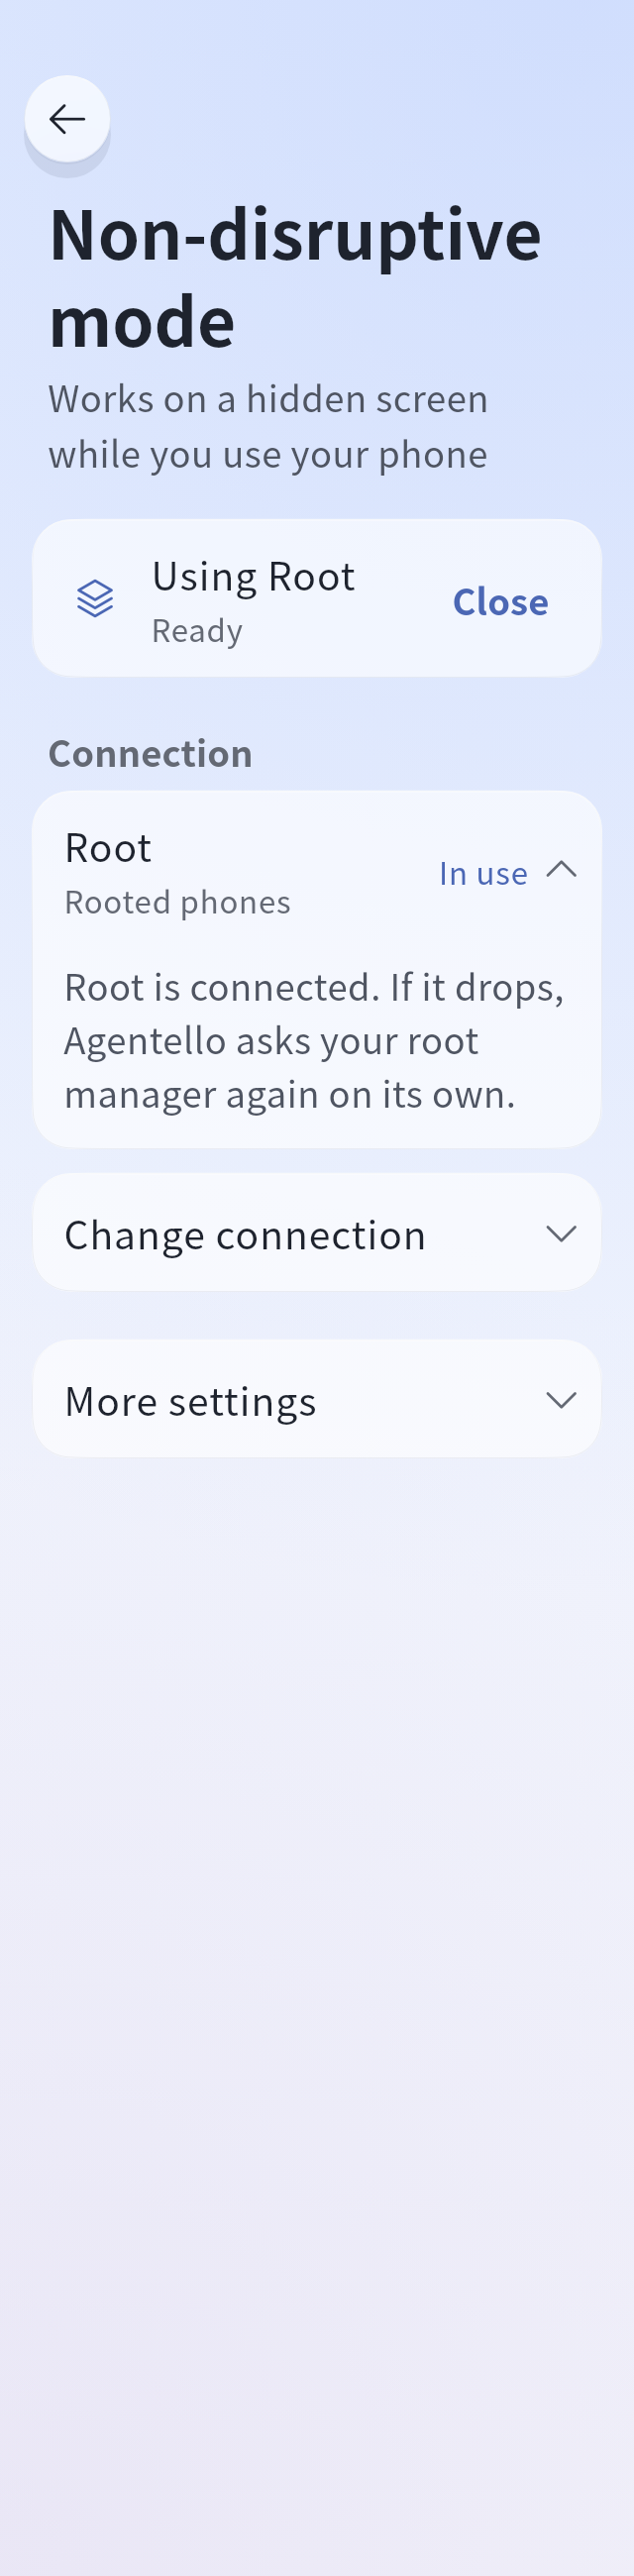 Non-disruptive
mode
Works on a hidden screen
while you use your phone
Using Root
Ready
Close
Connection
Root
Rooted phones
In use
Root is connected. If it drops,
Agentello asks your root
manager again on its own.
Change connection
More settings